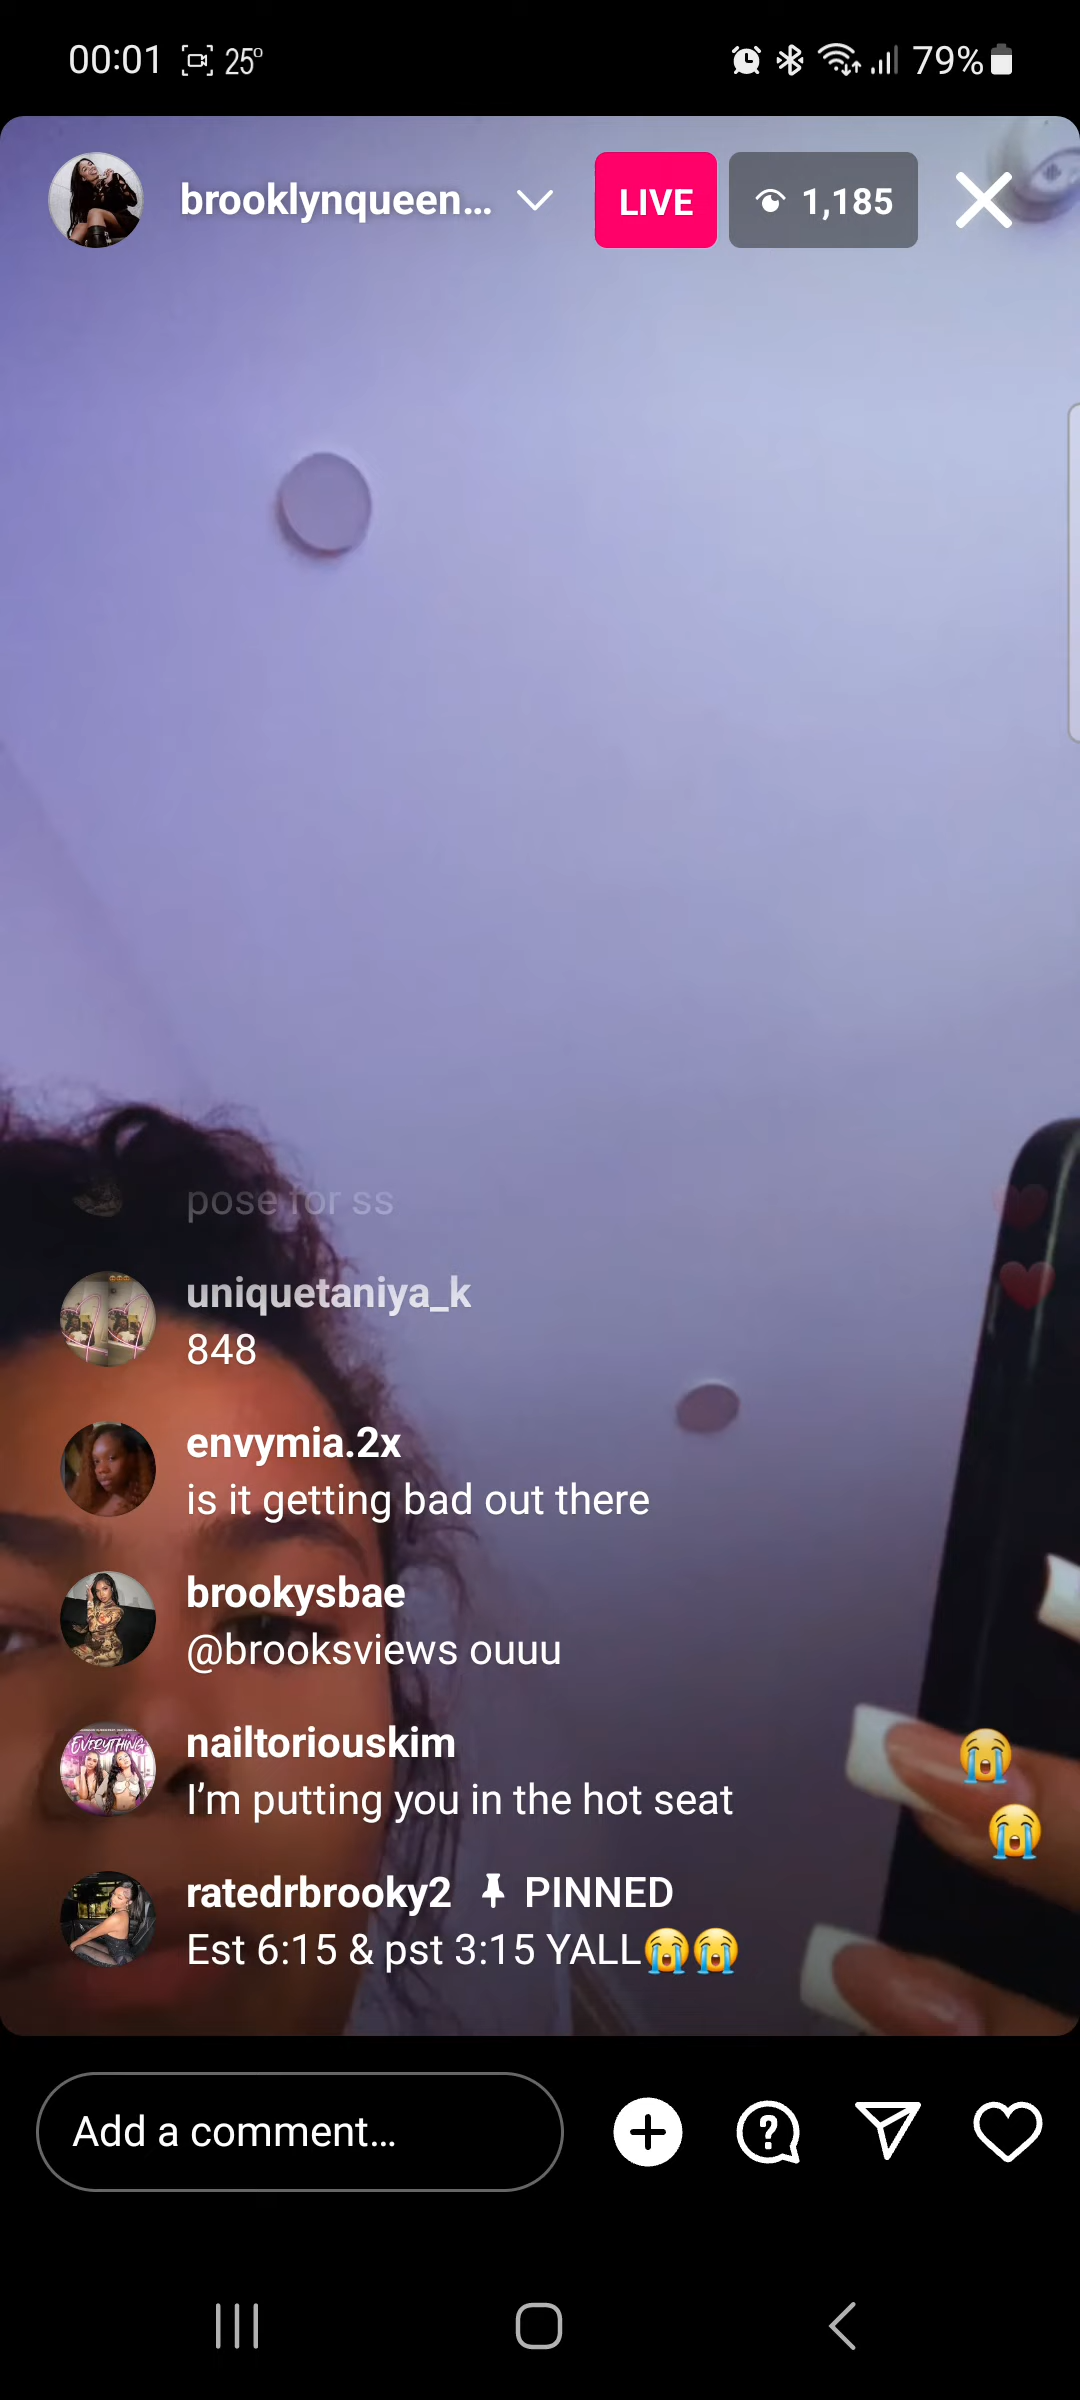 00:01 25° 79%
brooklynqueen... LIVE 1,185
pose for ss
uniquetaniya_k
848
envymia.2x
is it getting bad out there
brookysbae
@brooksviews ouuu
EVERYTHING
nailtoriouskim
I'm putting you in the hot seat
ratedrbrooky2 PINNED
Est 6:15 & pst 3:15 YALL😭😭
Add a comment...